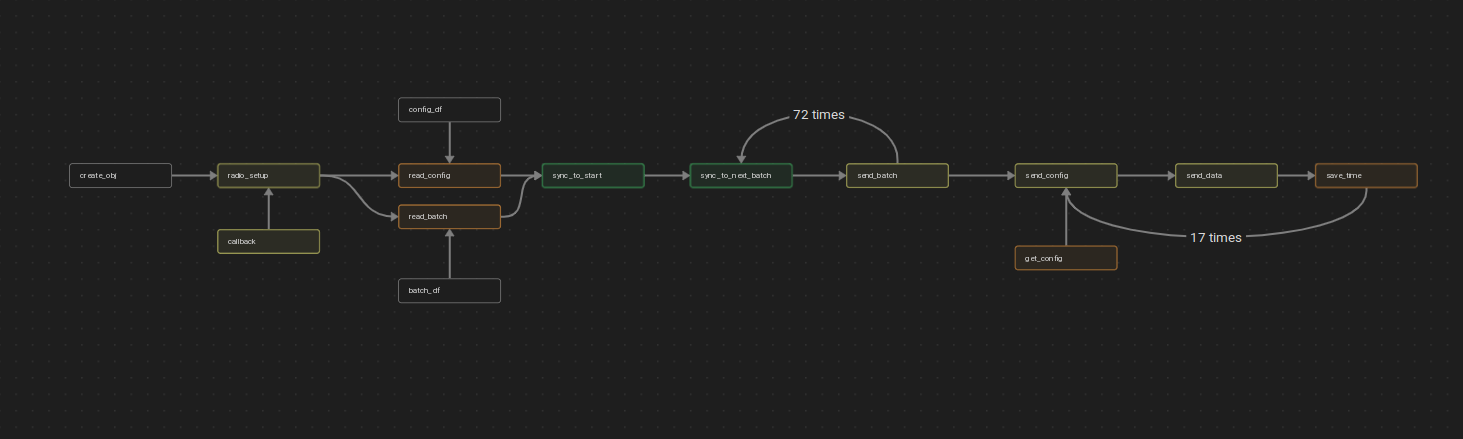 config_df
72 times
create_obj
radio_setup
read_config
sync_to_start
sync_to_next_batch
send_batch
send_config
send_data
save_time
read_batch
callback
17 times
get_config
batch_df